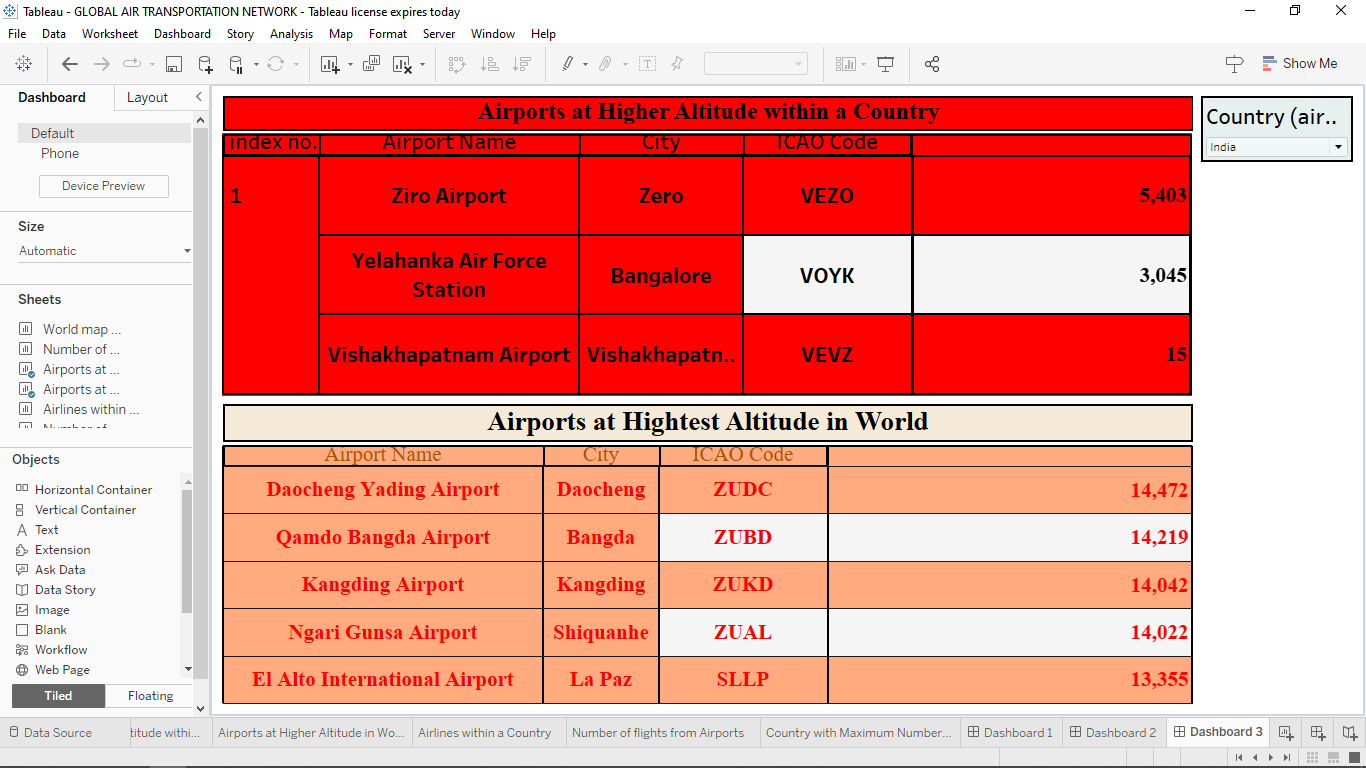 Tableau - GLOBAL AIR TRANSPORTATION NETWORK - Tableau license expires today
File Data Worksheet Dashboard Story Analysis Map Format Server Window Help
Show Me
Dashboard Layout
Default
Phone
Device Preview
Size
Automatic
Sheets
World map ...
Number of ...
Airports at ...
Airports at ...
Airlines within ...
Number of
Objects
Horizontal Container
Vertical Container
Text
Extension
Ask Data
Data Story
Image
Blank
Workflow
Web Page
Tiled Floating
Airports at Higher Altitude within a Country
index no. Airport Name City ICAO Code
1 Ziro Airport Zero VEZO 5,403
Yelahanka Air Force
Station Bangalore VOYK 3,045
Vishakhapatnam Airport Vishakhapatn.. VEVZ 15
Airports at Hightest Altitude in World
Airport Name City ICAO Code
Daocheng Yading Airport Daocheng ZUDC 14,472
Qamdo Bangda Airport Bangda ZUBD 14,219
Kangding Airport Kangding ZUKD 14,042
Ngari Gunsa Airport Shiquanhe ZUAL 14,022
El Alto International Airport La Paz SLLP 13,355
Country (air..
India
Data Source titude withi... Airports at Higher Altitude in Wo... Airlines within a Country Number of flights from Airports Country with Maximum Number... Dashboard 1 Dashboard 2 Dashboard 3